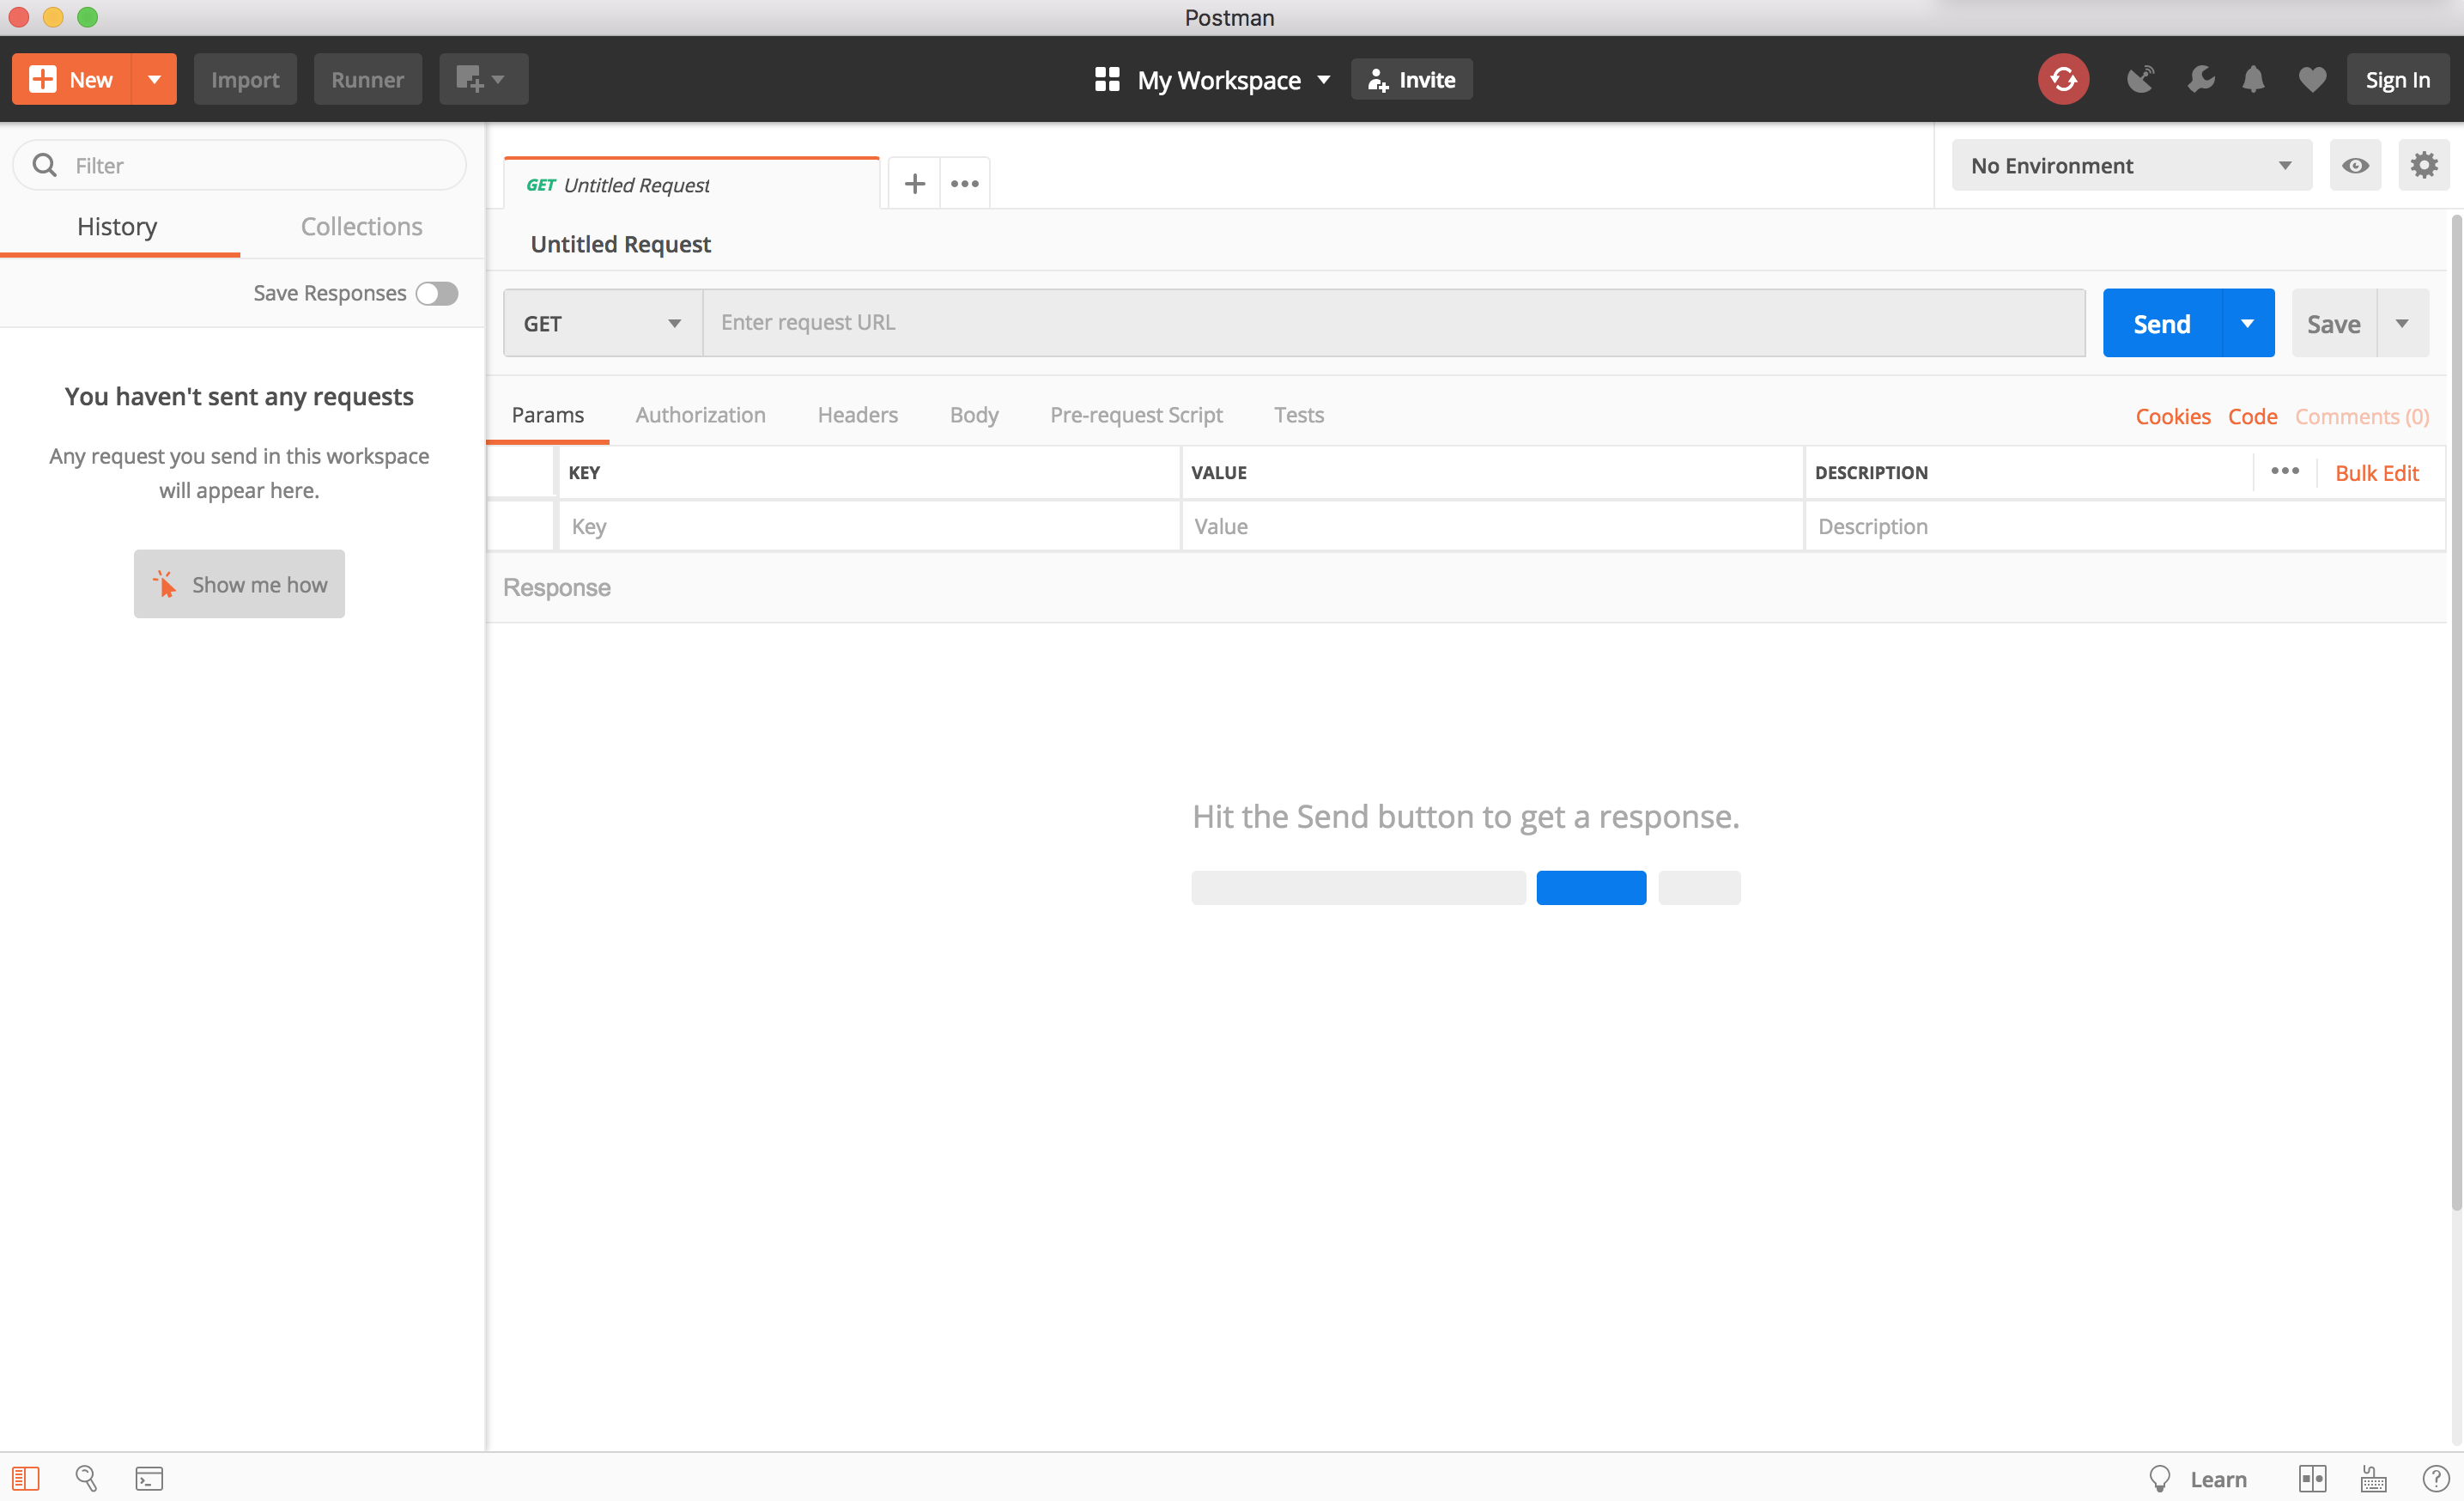 Postman
New
Import
Runner
My Workspace
Invite
Sign In
Filter
History
Collections
Save Responses
You haven't sent any requests
Any request you send in this workspace
will appear here.
Show me how
GET Untitled Request
No Environment
Untitled Request
GET
Enter request URL
Send
Save
Params
Authorization
Headers
Body
Pre-request Script
Tests
Cookies
Code
Comments (0)
KEY
VALUE
DESCRIPTION
Bulk Edit
Key
Value
Description
Response
Hit the Send button to get a response.
Learn